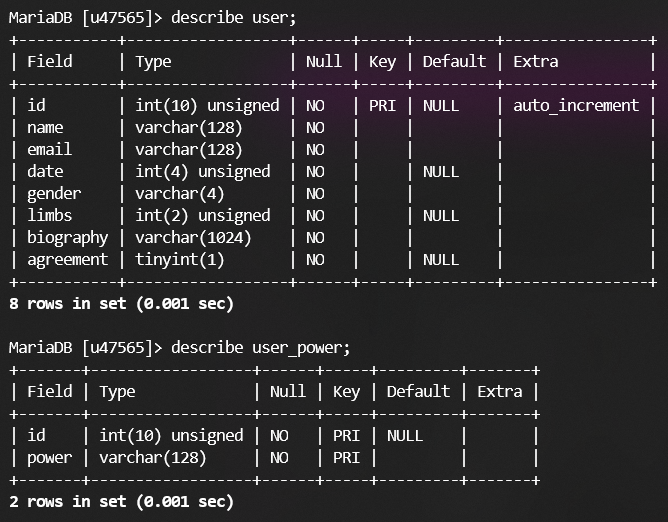 MariaDB [u47565]> describe user;
+-----------+------------------+------+-----+---------+----------------+
| Field     | Type             | Null | Key | Default | Extra          |
+-----------+------------------+------+-----+---------+----------------+
| id        | int(10) unsigned | NO   | PRI | NULL    | auto_increment |
| name      | varchar(128)     | NO   |     |         |                |
| email     | varchar(128)     | NO   |     |         |                |
| date      | int(4) unsigned  | NO   |     | NULL    |                |
| gender    | varchar(4)       | NO   |     |         |                |
| limbs     | int(2) unsigned  | NO   |     | NULL    |                |
| biography | varchar(1024)    | NO   |     |         |                |
| agreement | tinyint(1)       | NO   |     | NULL    |                |
+-----------+------------------+------+-----+---------+----------------+
8 rows in set (0.001 sec)
MariaDB [u47565]> describe user_power;
+-------+------------------+------+-----+---------+-------+
| Field | Type             | Null | Key | Default | Extra |
+-------+------------------+------+-----+---------+-------+
| id    | int(10) unsigned | NO   | PRI | NULL    |       |
| power | varchar(128)     | NO   | PRI |         |       |
+-------+------------------+------+-----+---------+-------+
2 rows in set (0.001 sec)